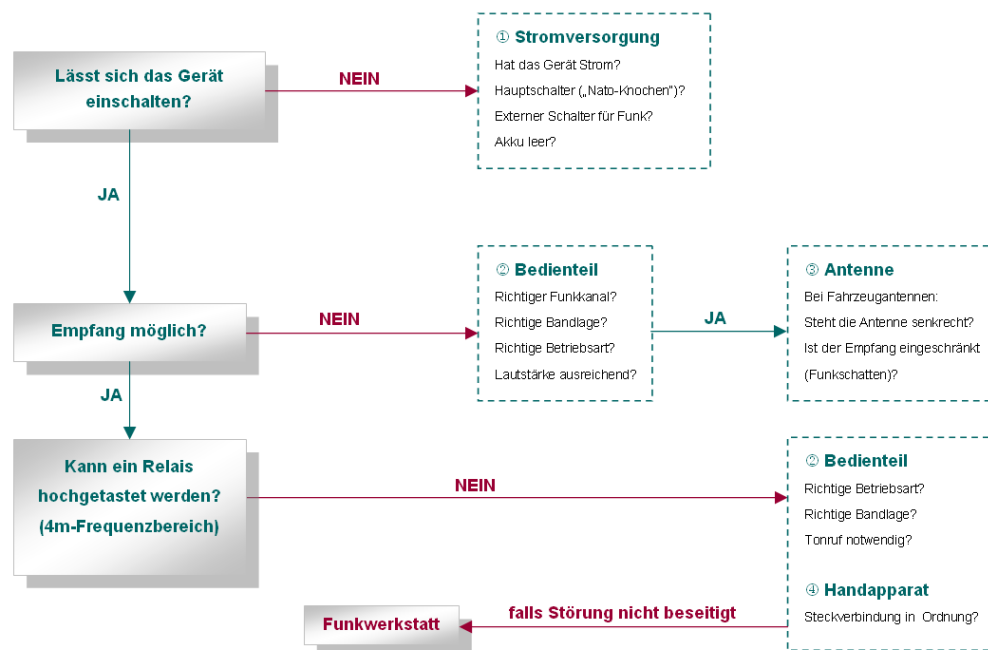 Lässt sich das Gerät
einschalten?
NEIN
① Stromversorgung
Hat das Gerät Strom?
Hauptschalter („Nato-Knochen“)?
Externer Schalter für Funk?
Akku leer?
JA
Empfang möglich?
NEIN
② Bedienteil
Richtiger Funkkanal?
Richtige Bandlage?
Richtige Betriebsart?
Lautstärke ausreichend?
JA
③ Antenne
Bei Fahrzeugantennen:
Steht die Antenne senkrecht?
Ist der Empfang eingeschränkt
(Funkschatten)?
JA
Kann ein Relais
hochgetastet werden?
(4m-Frequenzbereich)
NEIN
② Bedienteil
Richtige Betriebsart?
Richtige Bandlage?
Tonruf notwendig?
④ Handapparat
Steckverbindung in Ordnung?
falls Störung nicht beseitigt
Funkwerkstatt